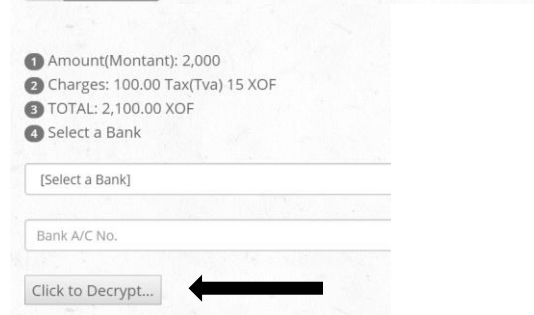 1 Amount(Montant): 2,000
2 Charges: 100.00 Tax(Tva) 15 XOF
3 TOTAL: 2,100.00 XOF
4 Select a Bank
[Select a Bank]
Bank A/C No.
Click to Decrypt...